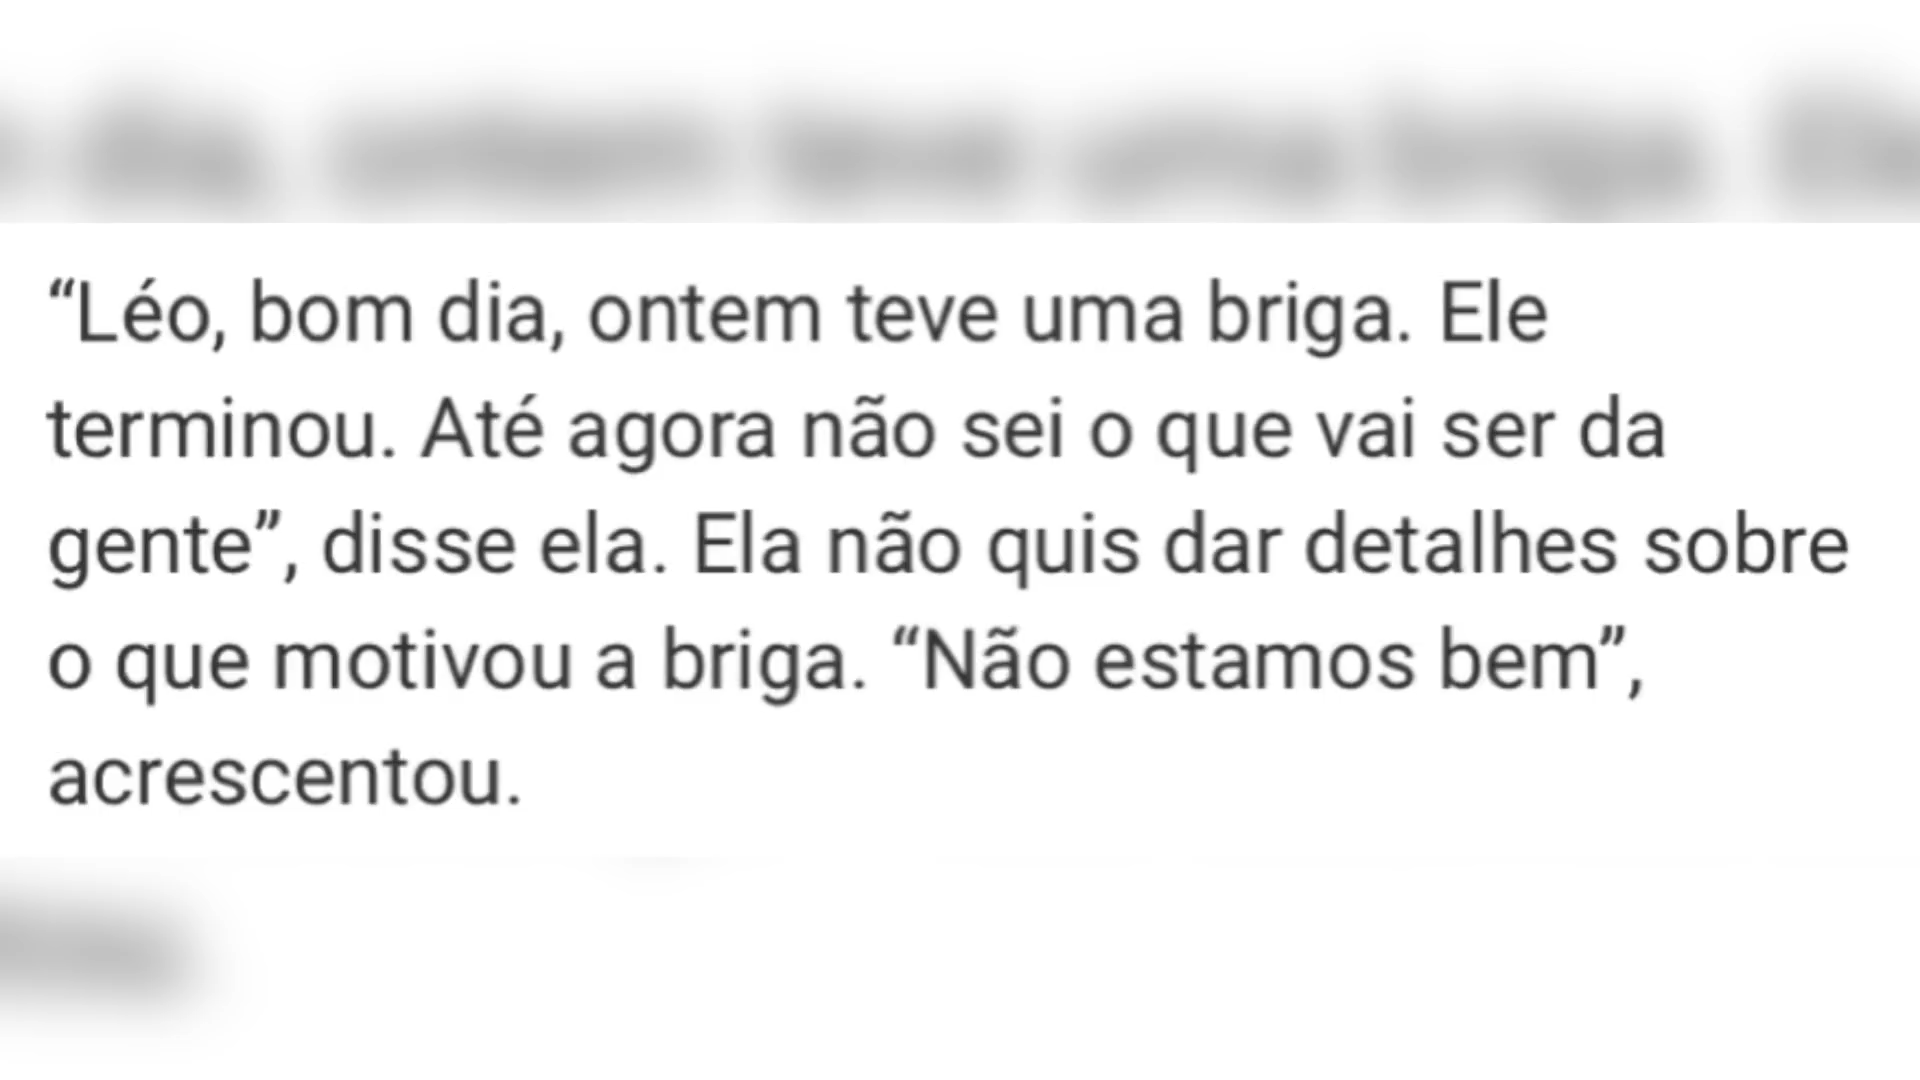 “Léo, bom dia, ontem teve uma briga. Ele
terminou. Até agora não sei o que vai ser da
gente”, disse ela. Ela não quis dar detalhes sobre
o que motivou a briga. “Não estamos bem”,
acrescentou.